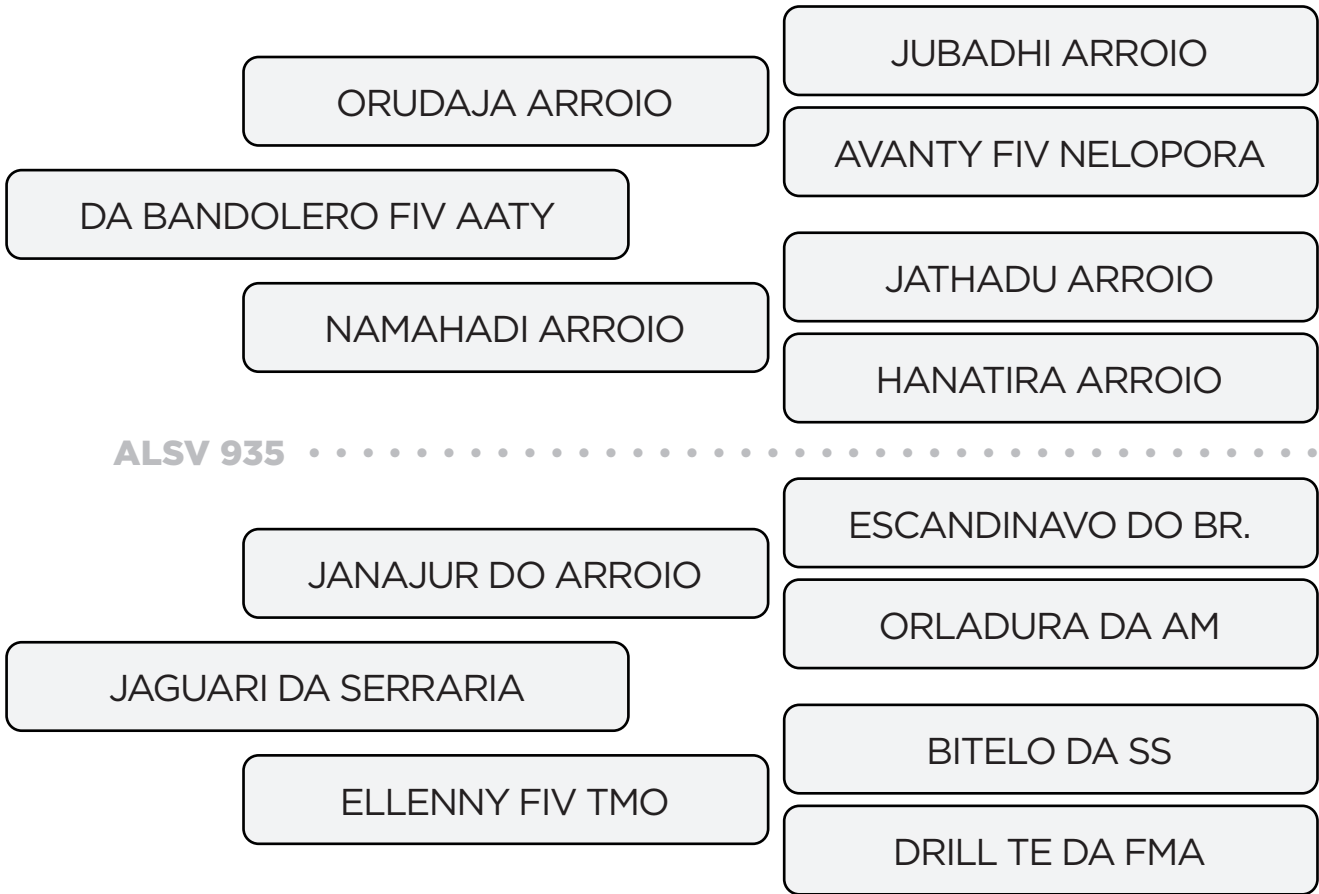 JUBADHI ARROIO
ORUDAJA ARROIO
AVANTY FIV NELOPORA
DA BANDOLERO FIV AATY
JATHADU ARROIO
NAMAHADI ARROIO
HANATIRA ARROIO
ALSV 935
ESCANDINAVO DO BR.
JANAJUR DO ARROIO
ORLADURA DA AM
JAGUARI DA SERRARIA
BITELO DA SS
ELLENNY FIV TMO
DRILL TE DA FMA